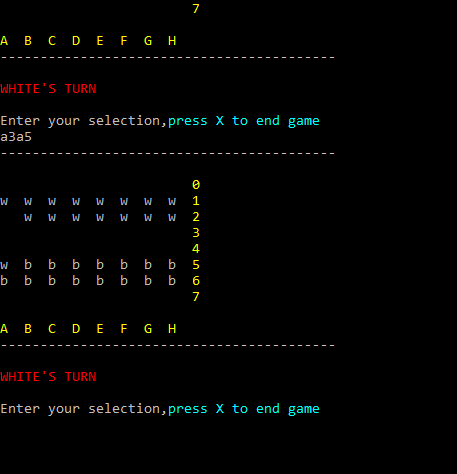 7
A B C D E F G H
------------------------------------------
WHITE'S TURN
Enter your selection,press X to end game
a3a5
------------------------------------------
0
w w w w w w w w 1
w w w w w w w 2
3
4
w b b b b b b b 5
b b b b b b b b 6
7
A B C D E F G H
------------------------------------------
WHITE'S TURN
Enter your selection,press X to end game